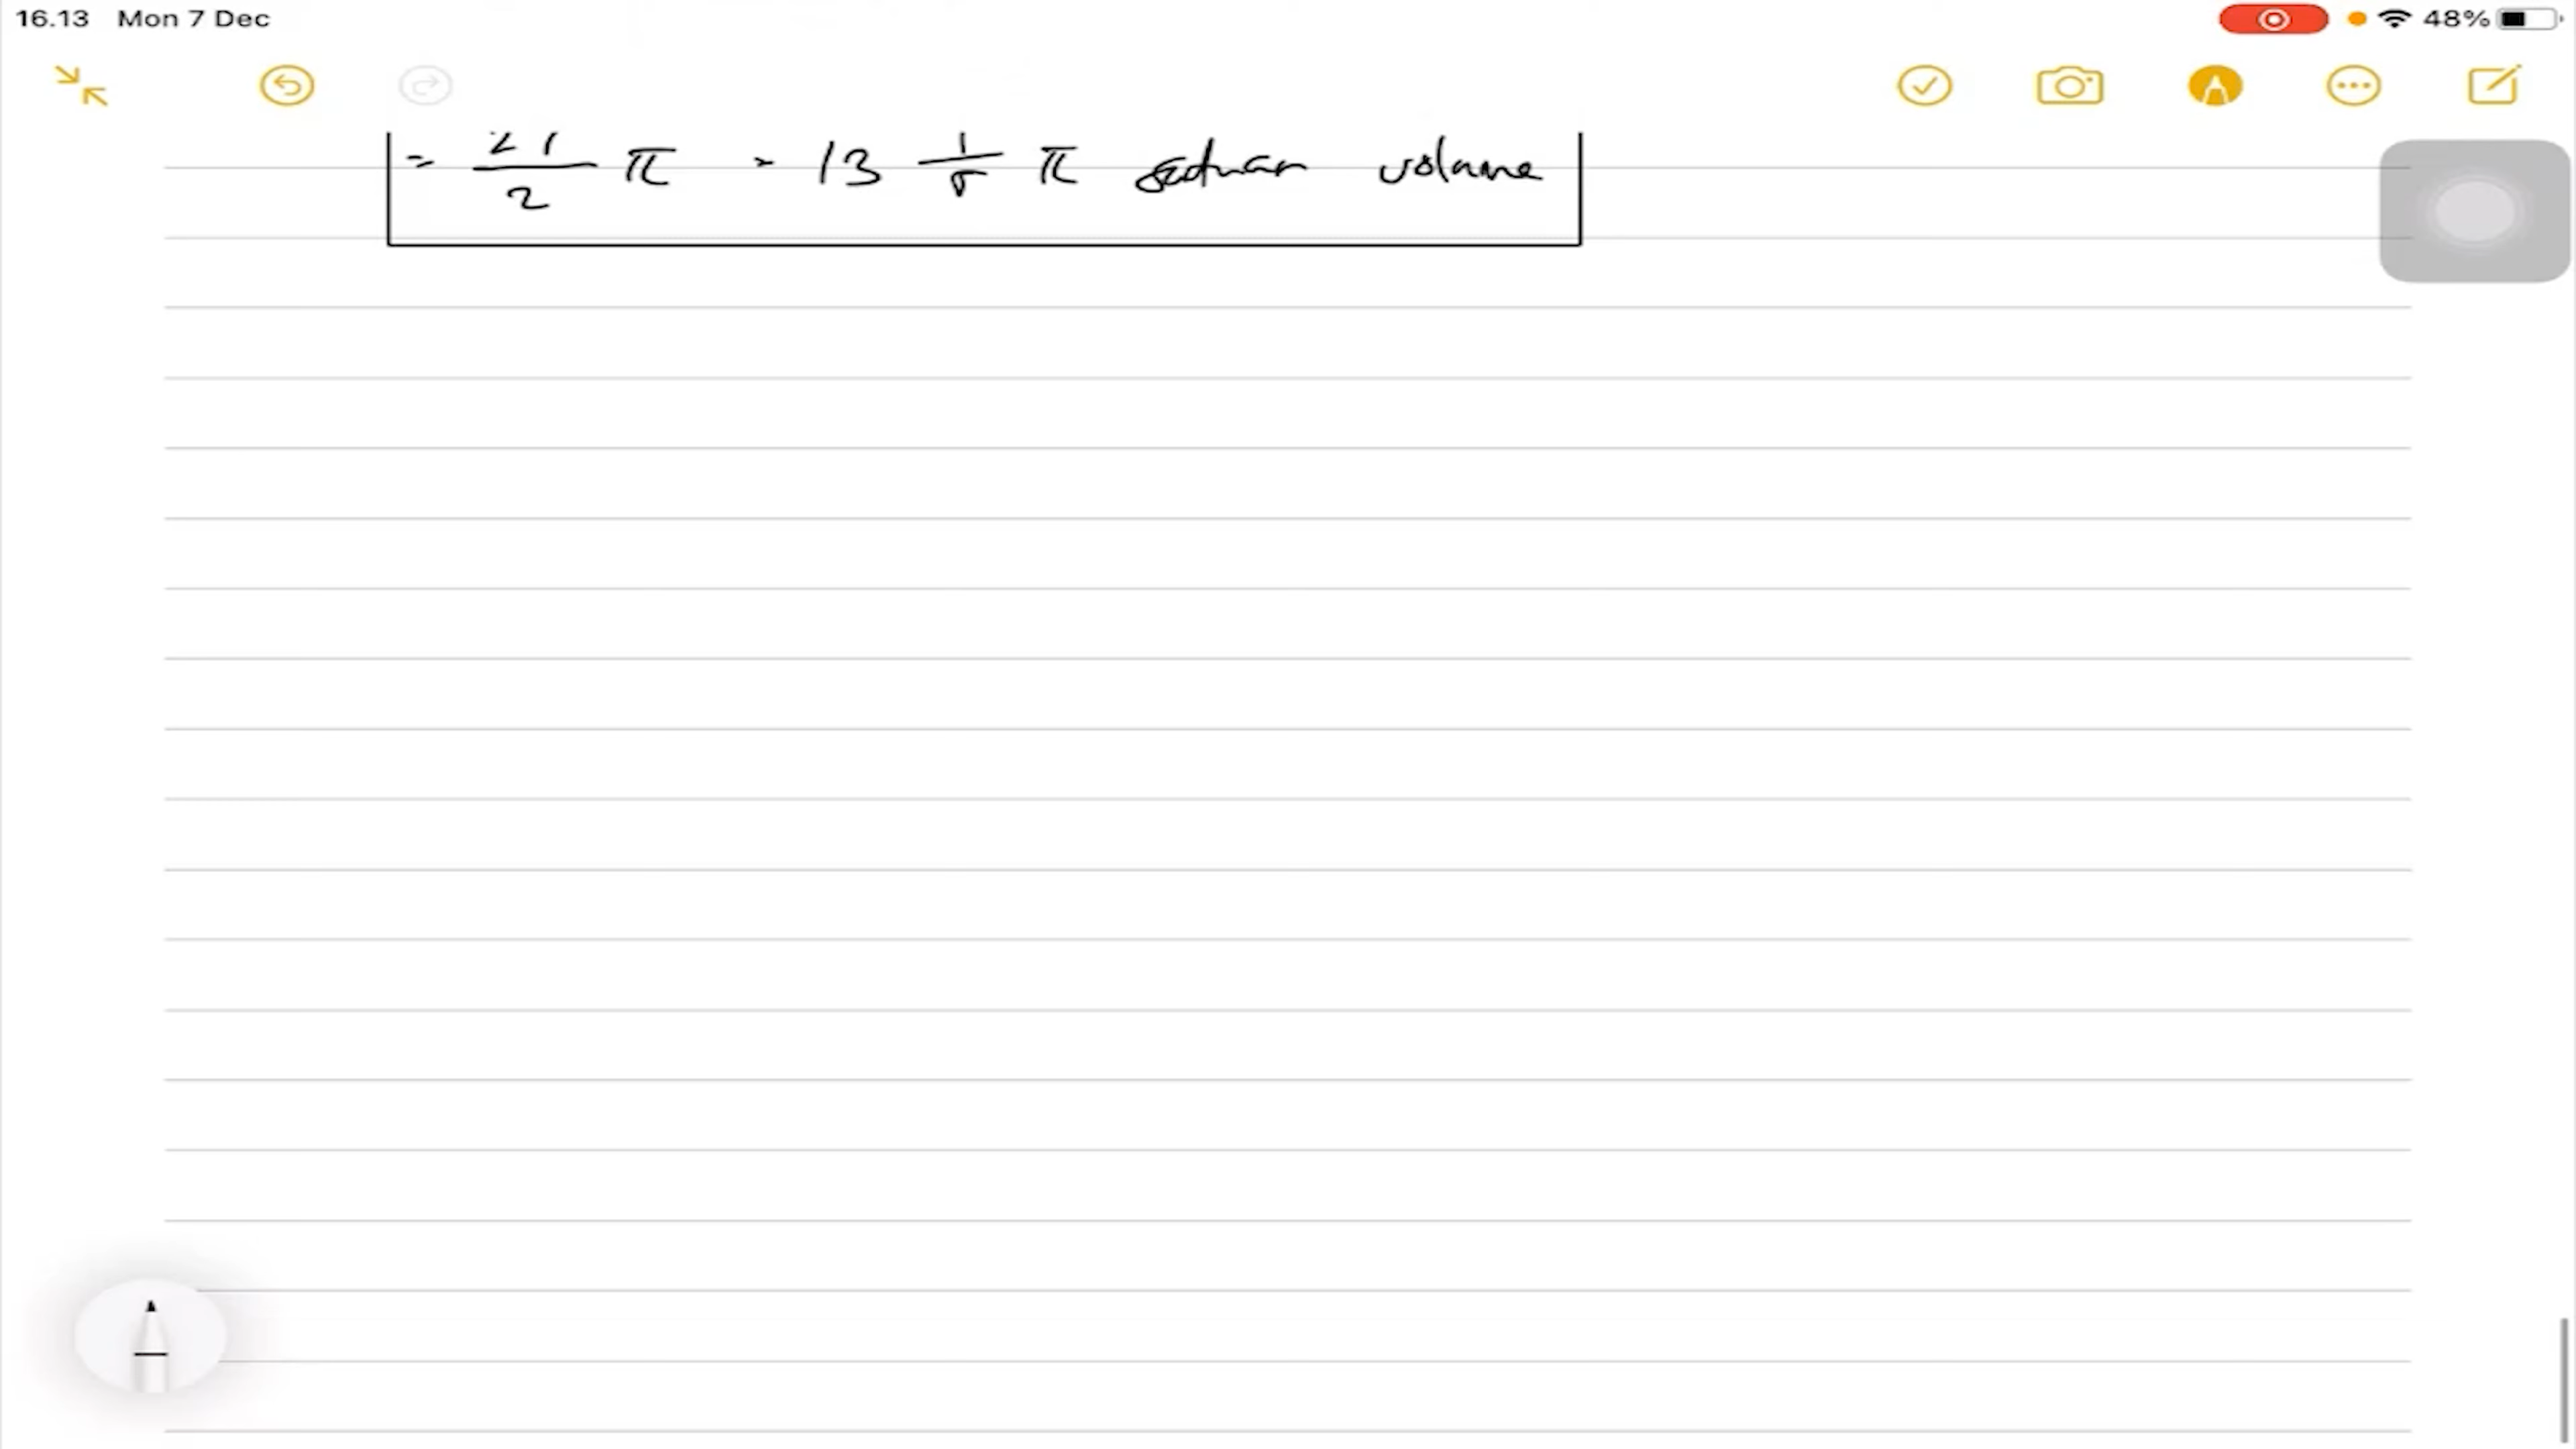 16.13 Mon 7 Dec 48%
= 27/2 π = 13 1/2 π satuan volume